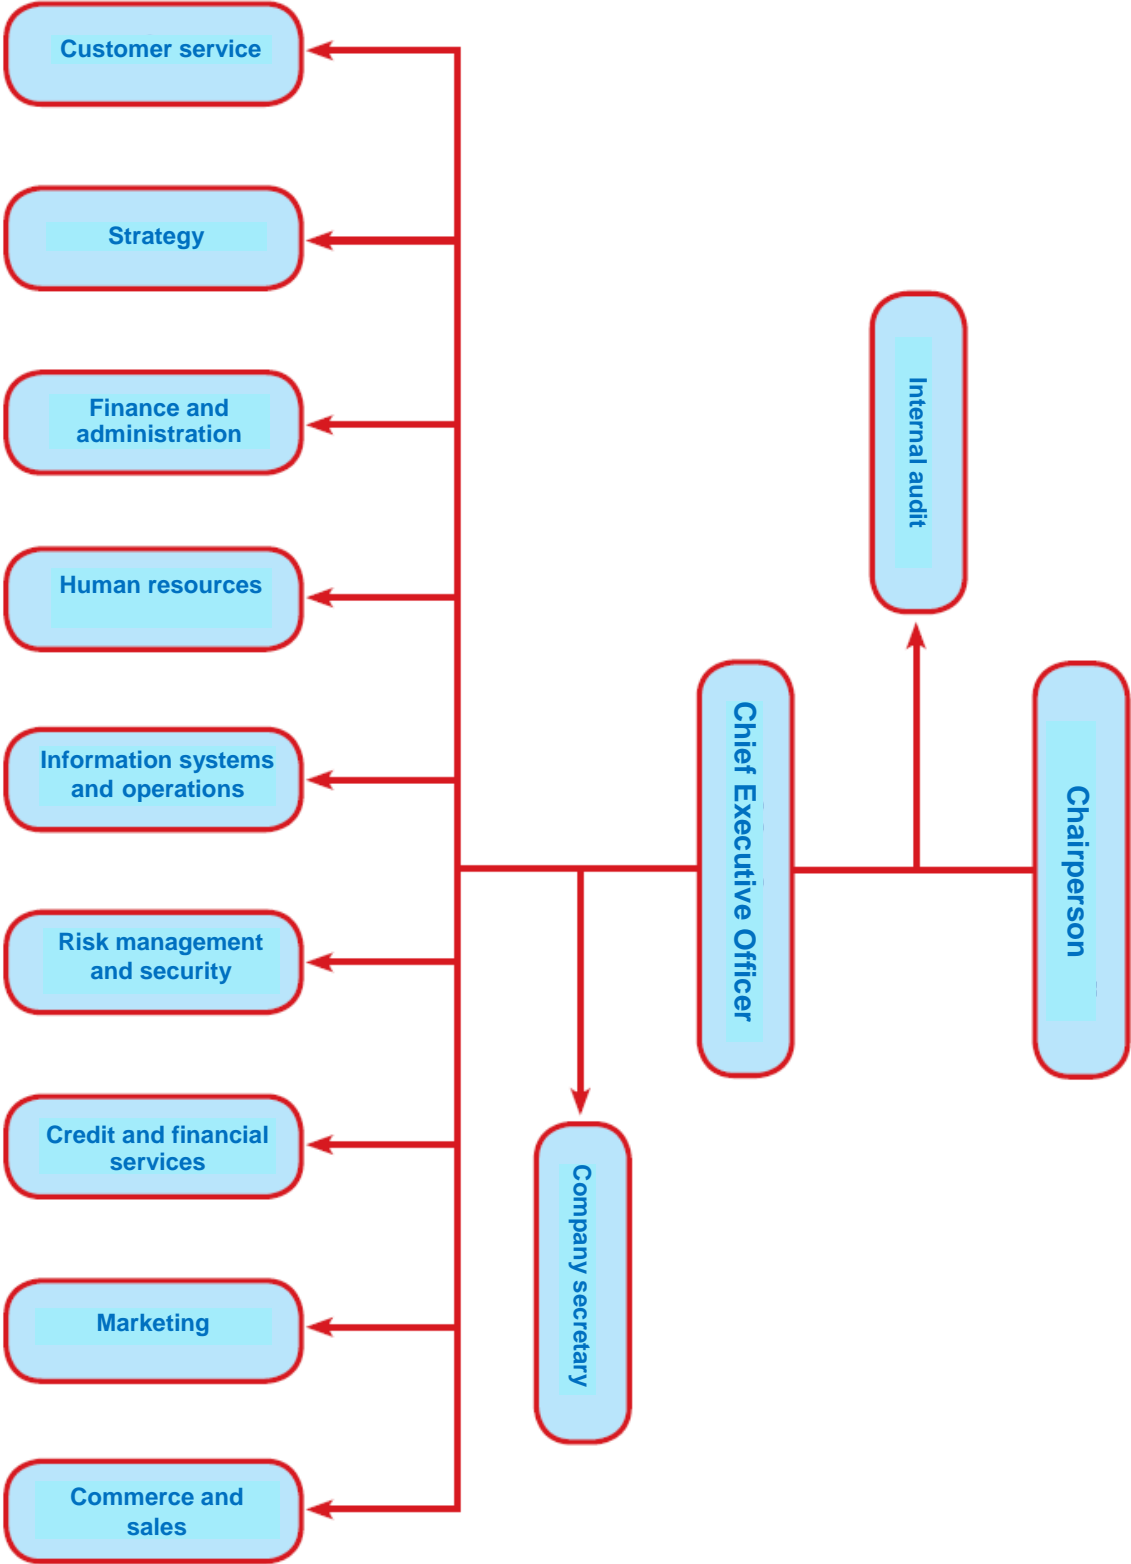 Customer service
Strategy
Finance and
administration
Human resources
Information systems
and operations
Risk management
and security
Credit and financial
services
Marketing
Commerce and
sales
Company secretary
Chief Executive Officer
Internal audit
Chairperson